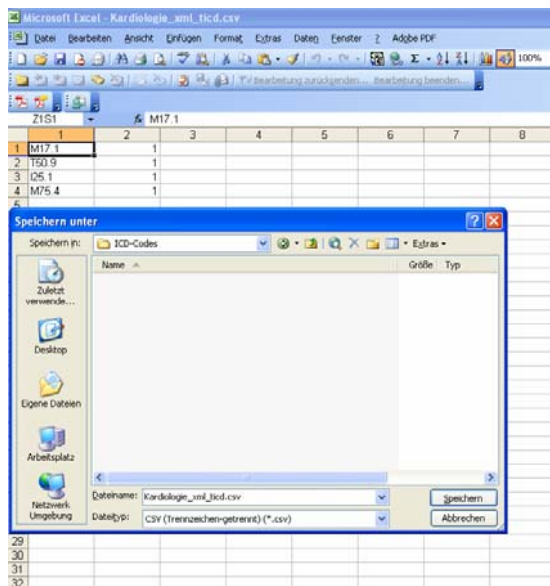 Microsoft Excel - Kardiologie_xml_ticd.csv
Datei Bearbeiten Ansicht Einfügen Format Extras Daten Fenster ? Adobe PDF
100%
Bearbeitung zurückgeben... Bearbeitung beenden...
Z1S1 fx M17.1
1 2 3 4 5 6 7 8
1 M17.1 1
2 T50.9 1
3 I25.1 1
4 M75.4 1
5
Speichern unter
Speichern in: ICD-Codes Extras
Name Größe Typ
Zuletzt verwende...
Desktop
Eigene Dateien
Arbeitsplatz
Netzwerk Umgebung
Dateiname: Kardiologie_xml_ticd.csv Speichern
Dateityp: CSV (Trennzeichen-getrennt) (*.csv) Abbrechen
29
30
31
32